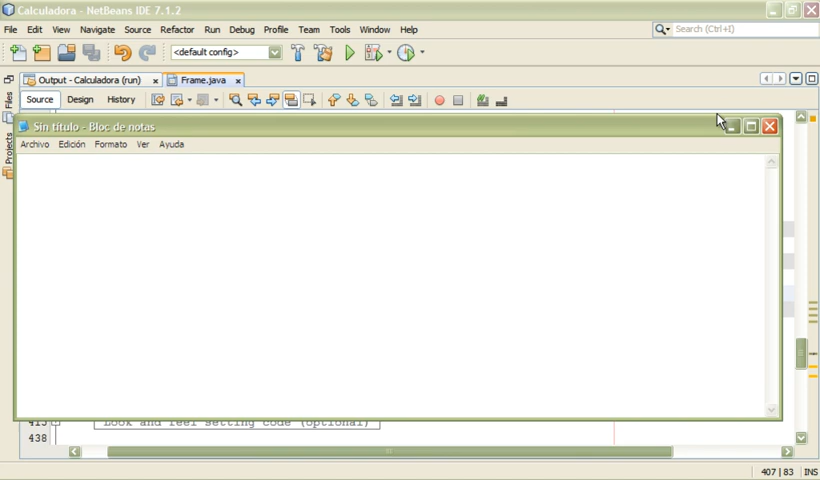 Calculadora - NetBeans IDE 7.1.2
File Edit View Navigate Source Refactor Run Debug Profile Team Tools Window Help
Search (Ctrl+I)
<default config>
Output - Calculadora (run) Frame.java
Source Design History
Files
Projects
Sin título - Bloc de notas
Archivo Edición Formato Ver Ayuda
415 Look and feel setting code (optional)
438
407 | 83 INS